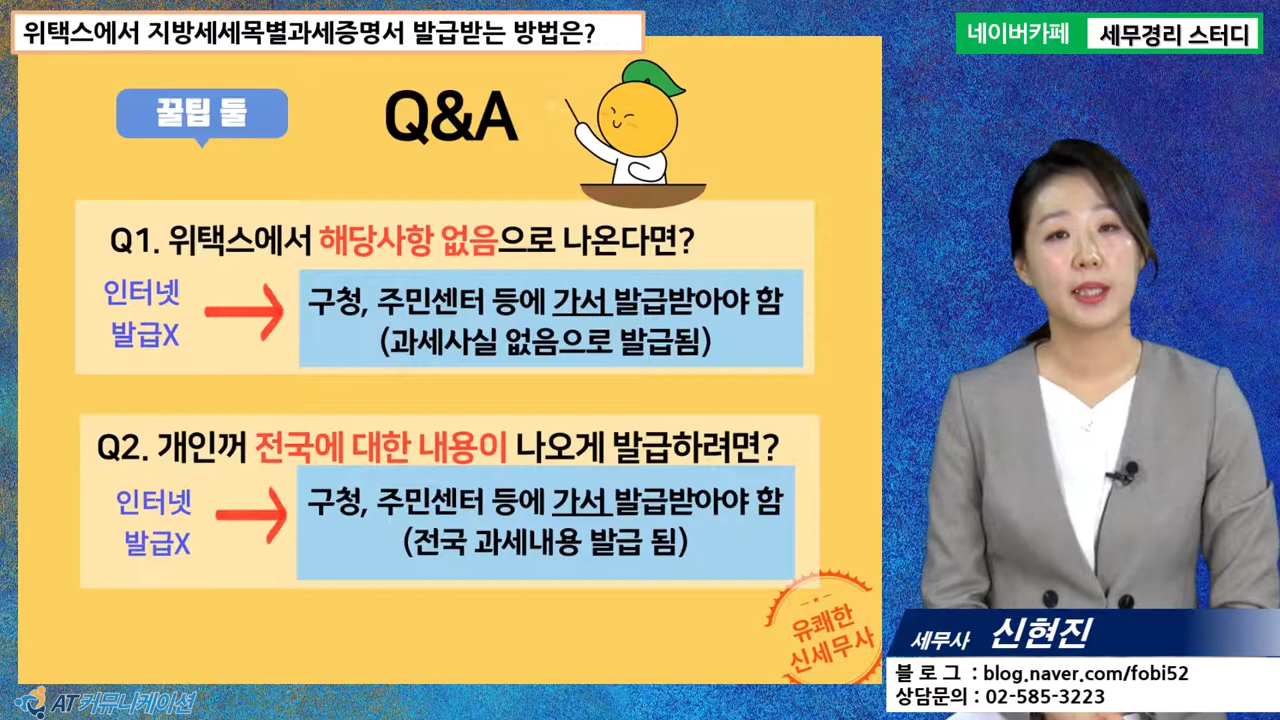 위택스에서 지방세세목별과세증명서 발급받는 방법은?
네이버카페 세무경리 스터디
꿀팁 둘
Q&A
Q1. 위택스에서 해당사항 없음으로 나온다면?
인터넷
발급X
구청, 주민센터 등에 가서 발급받아야 함
(과세사실 없음으로 발급됨)
Q2. 개인꺼 전국에 대한 내용이 나오게 발급하려면?
인터넷
발급X
구청, 주민센터 등에 가서 발급받아야 함
(전국 과세내용 발급 됨)
유쾌한
신세무사
세무사 신현진
블 로 그 : blog.naver.com/fobi52
상담문의 : 02-585-3223
AT커뮤니케이션